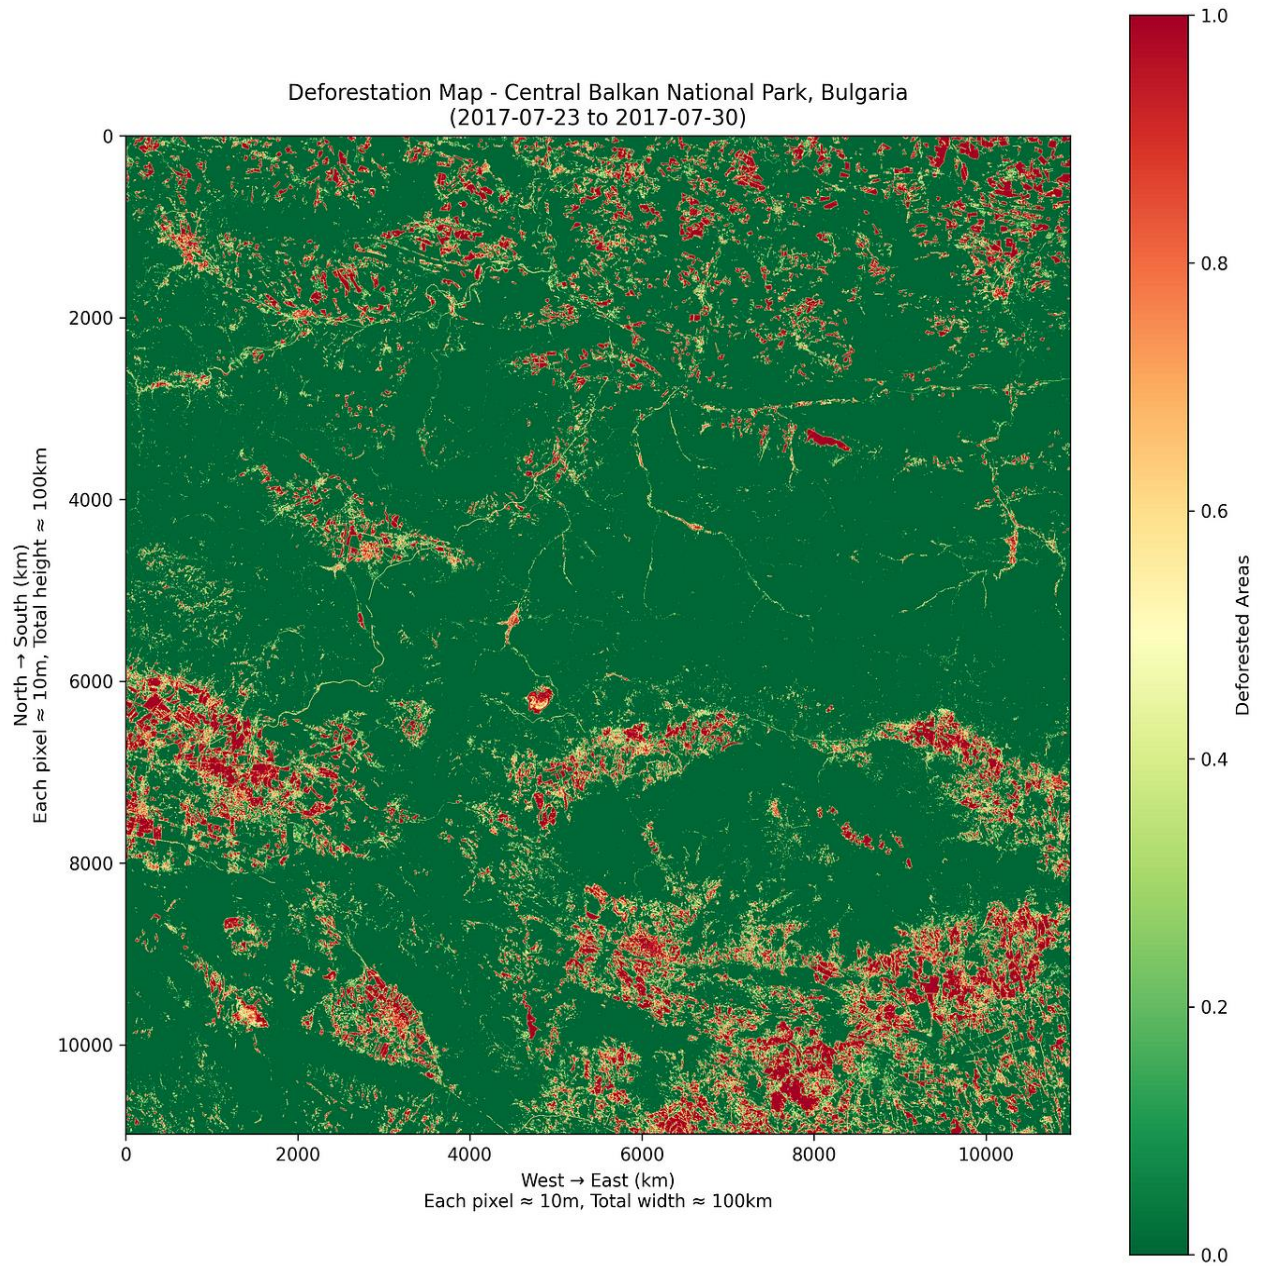 Deforestation Map - Central Balkan National Park, Bulgaria
(2017-07-23 to 2017-07-30)
0
2000
4000
6000
8000
10000
North → South (km)
Each pixel ≈ 10m, Total height ≈ 100km
0
2000
4000
6000
8000
10000
West → East (km)
Each pixel ≈ 10m, Total width ≈ 100km
1.0
0.8
0.6
0.4
0.2
0.0
Deforested Areas